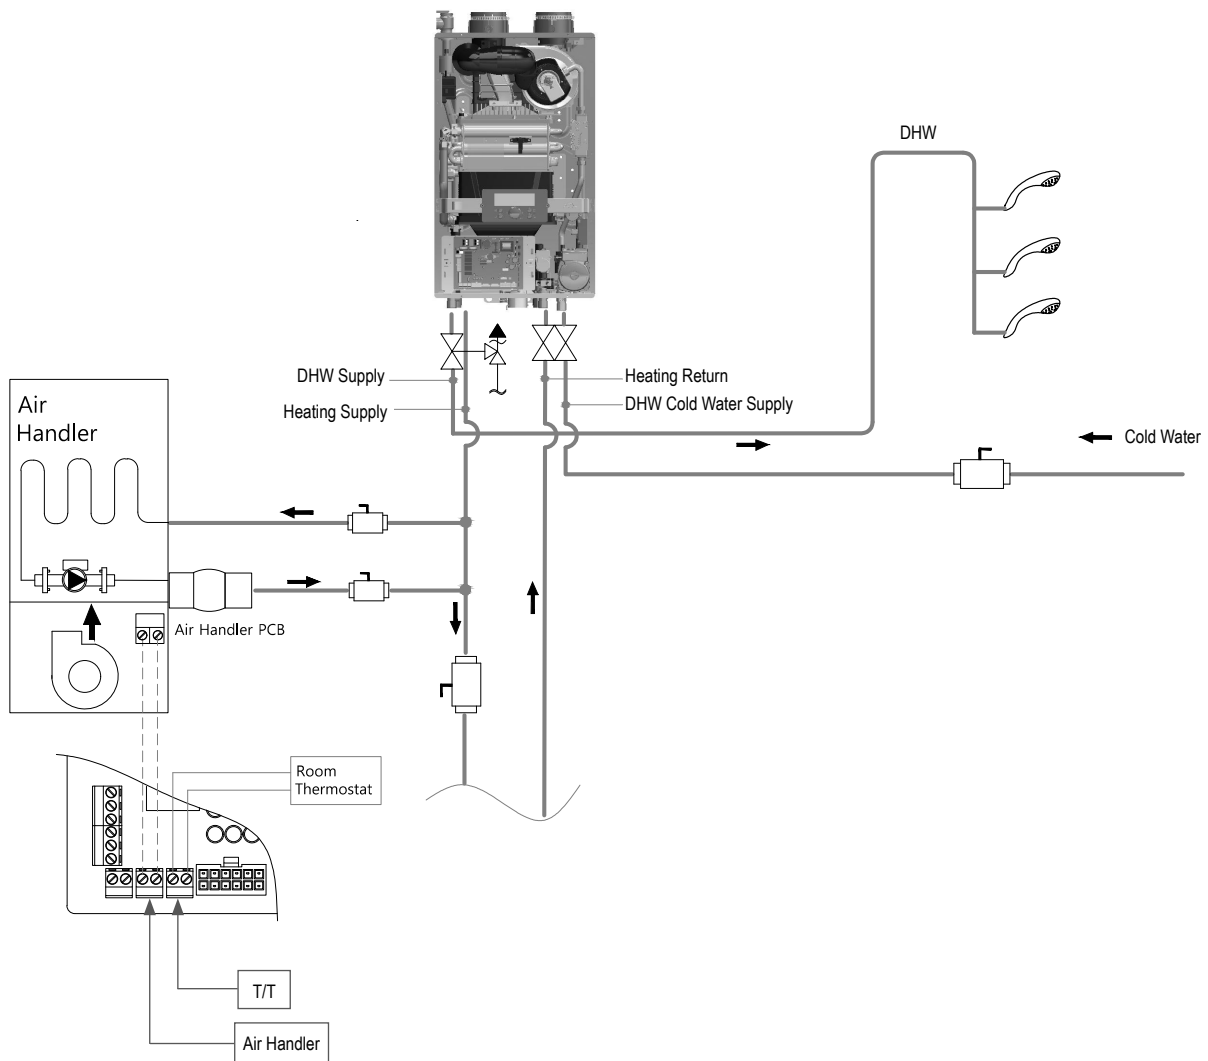 DHW
DHW Supply
Heating Return
Heating Supply
DHW Cold Water Supply
Air
Handler
Cold Water
Air Handler PCB
Room
Thermostat
T/T
Air Handler